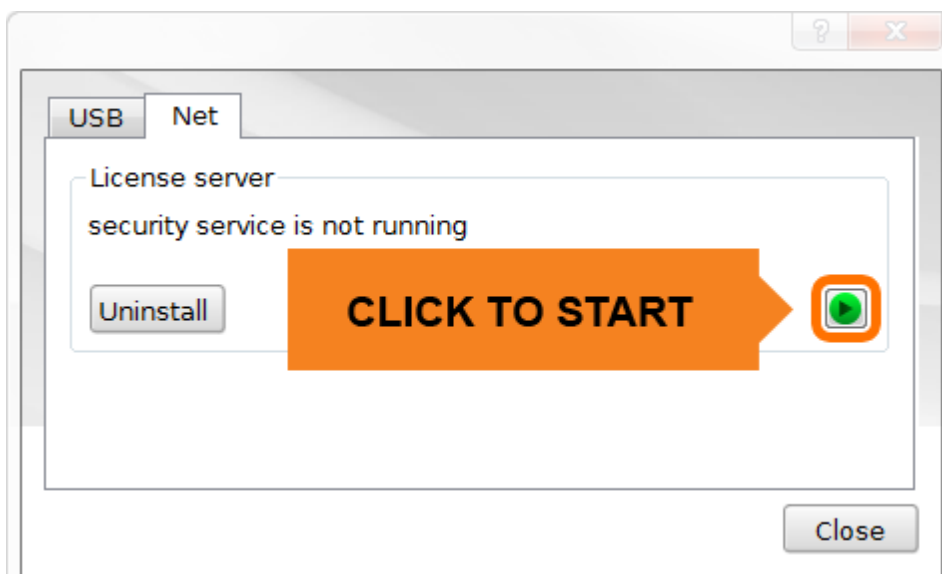 ?
USB
Net
License server
security service is not running
Uninstall
CLICK TO START
Close